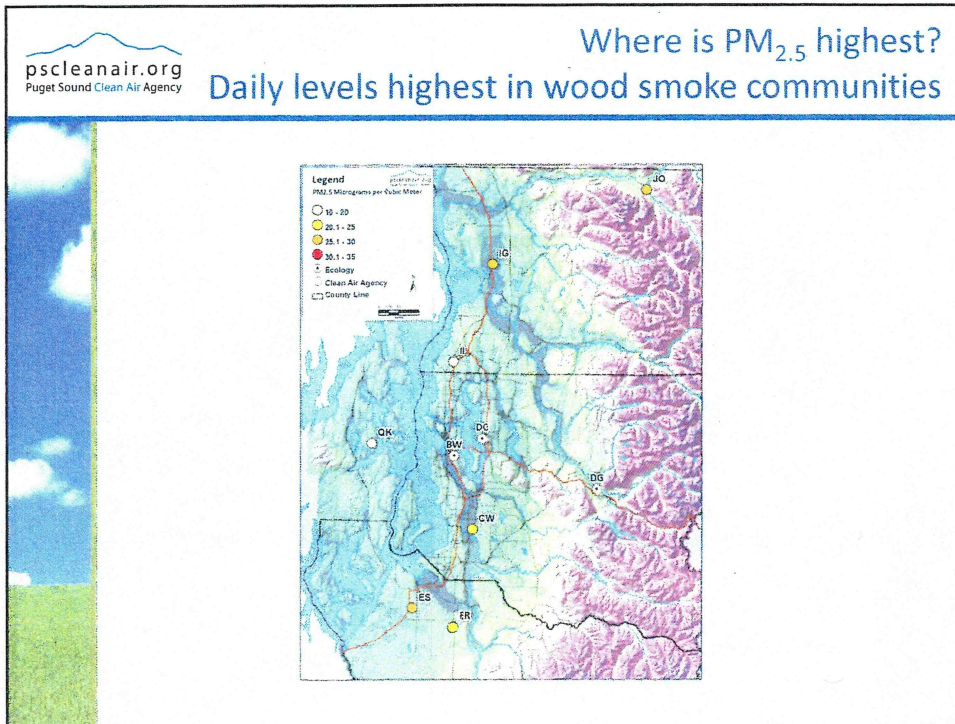 pscleanair.org
Puget Sound Clean Air Agency
Where is PM2.5 highest?
Daily levels highest in wood smoke communities
Legend
PM2.5 Micrograms per Cubic Meter
10 - 20
20.1 - 25
25.1 - 30
30.1 - 35
Ecology
Clean Air Agency
County Line
IG
QK
BW
DG
CW
ES
ER